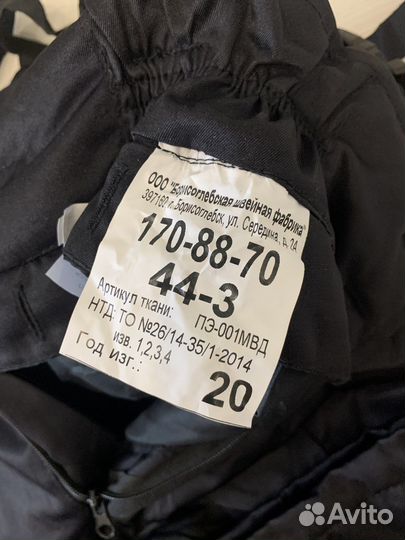 ООО "Борисоглебская швейная фабрика"
397160 г. Борисоглебск, ул. Середина, д. 2А
170-88-70
44-3
Артикул ткани: ПЭ-001МВД
НТД: ТО №26/14-35/1-2014
изв. 1,2,3,4
Год изг.: 20
Avito